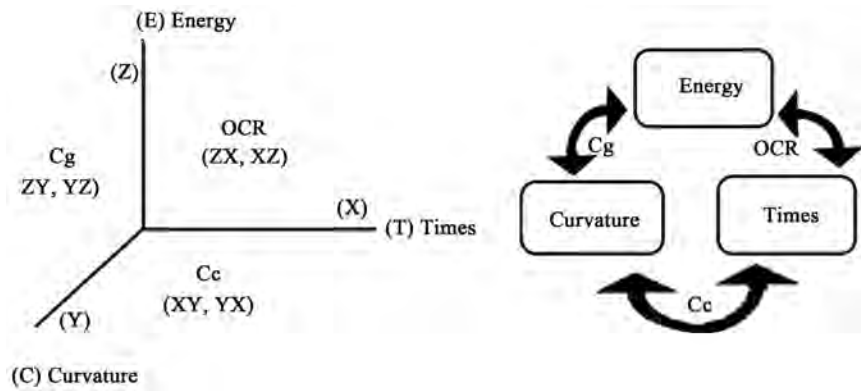 (E) Energy
(Z)
OCR
(ZX, XZ)
Cg
ZY, YZ)
(X)
(T) Times
Cc
(XY, YX)
(Y)
(C) Curvature
Energy
Cg
OCR
Curvature
Times
Cc